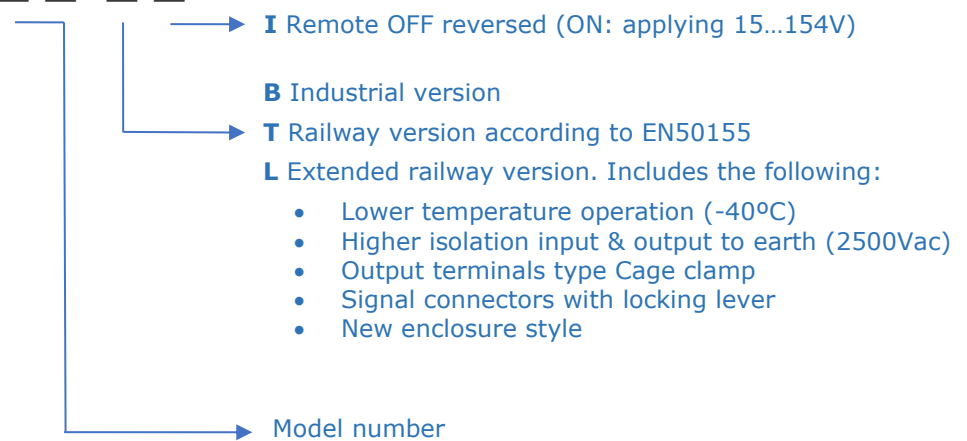 I Remote OFF reversed (ON: applying 15…154V)
B Industrial version
T Railway version according to EN50155
L Extended railway version. Includes the following:
• Lower temperature operation (-40ºC)
• Higher isolation input & output to earth (2500Vac)
• Output terminals type Cage clamp
• Signal connectors with locking lever
• New enclosure style
Model number